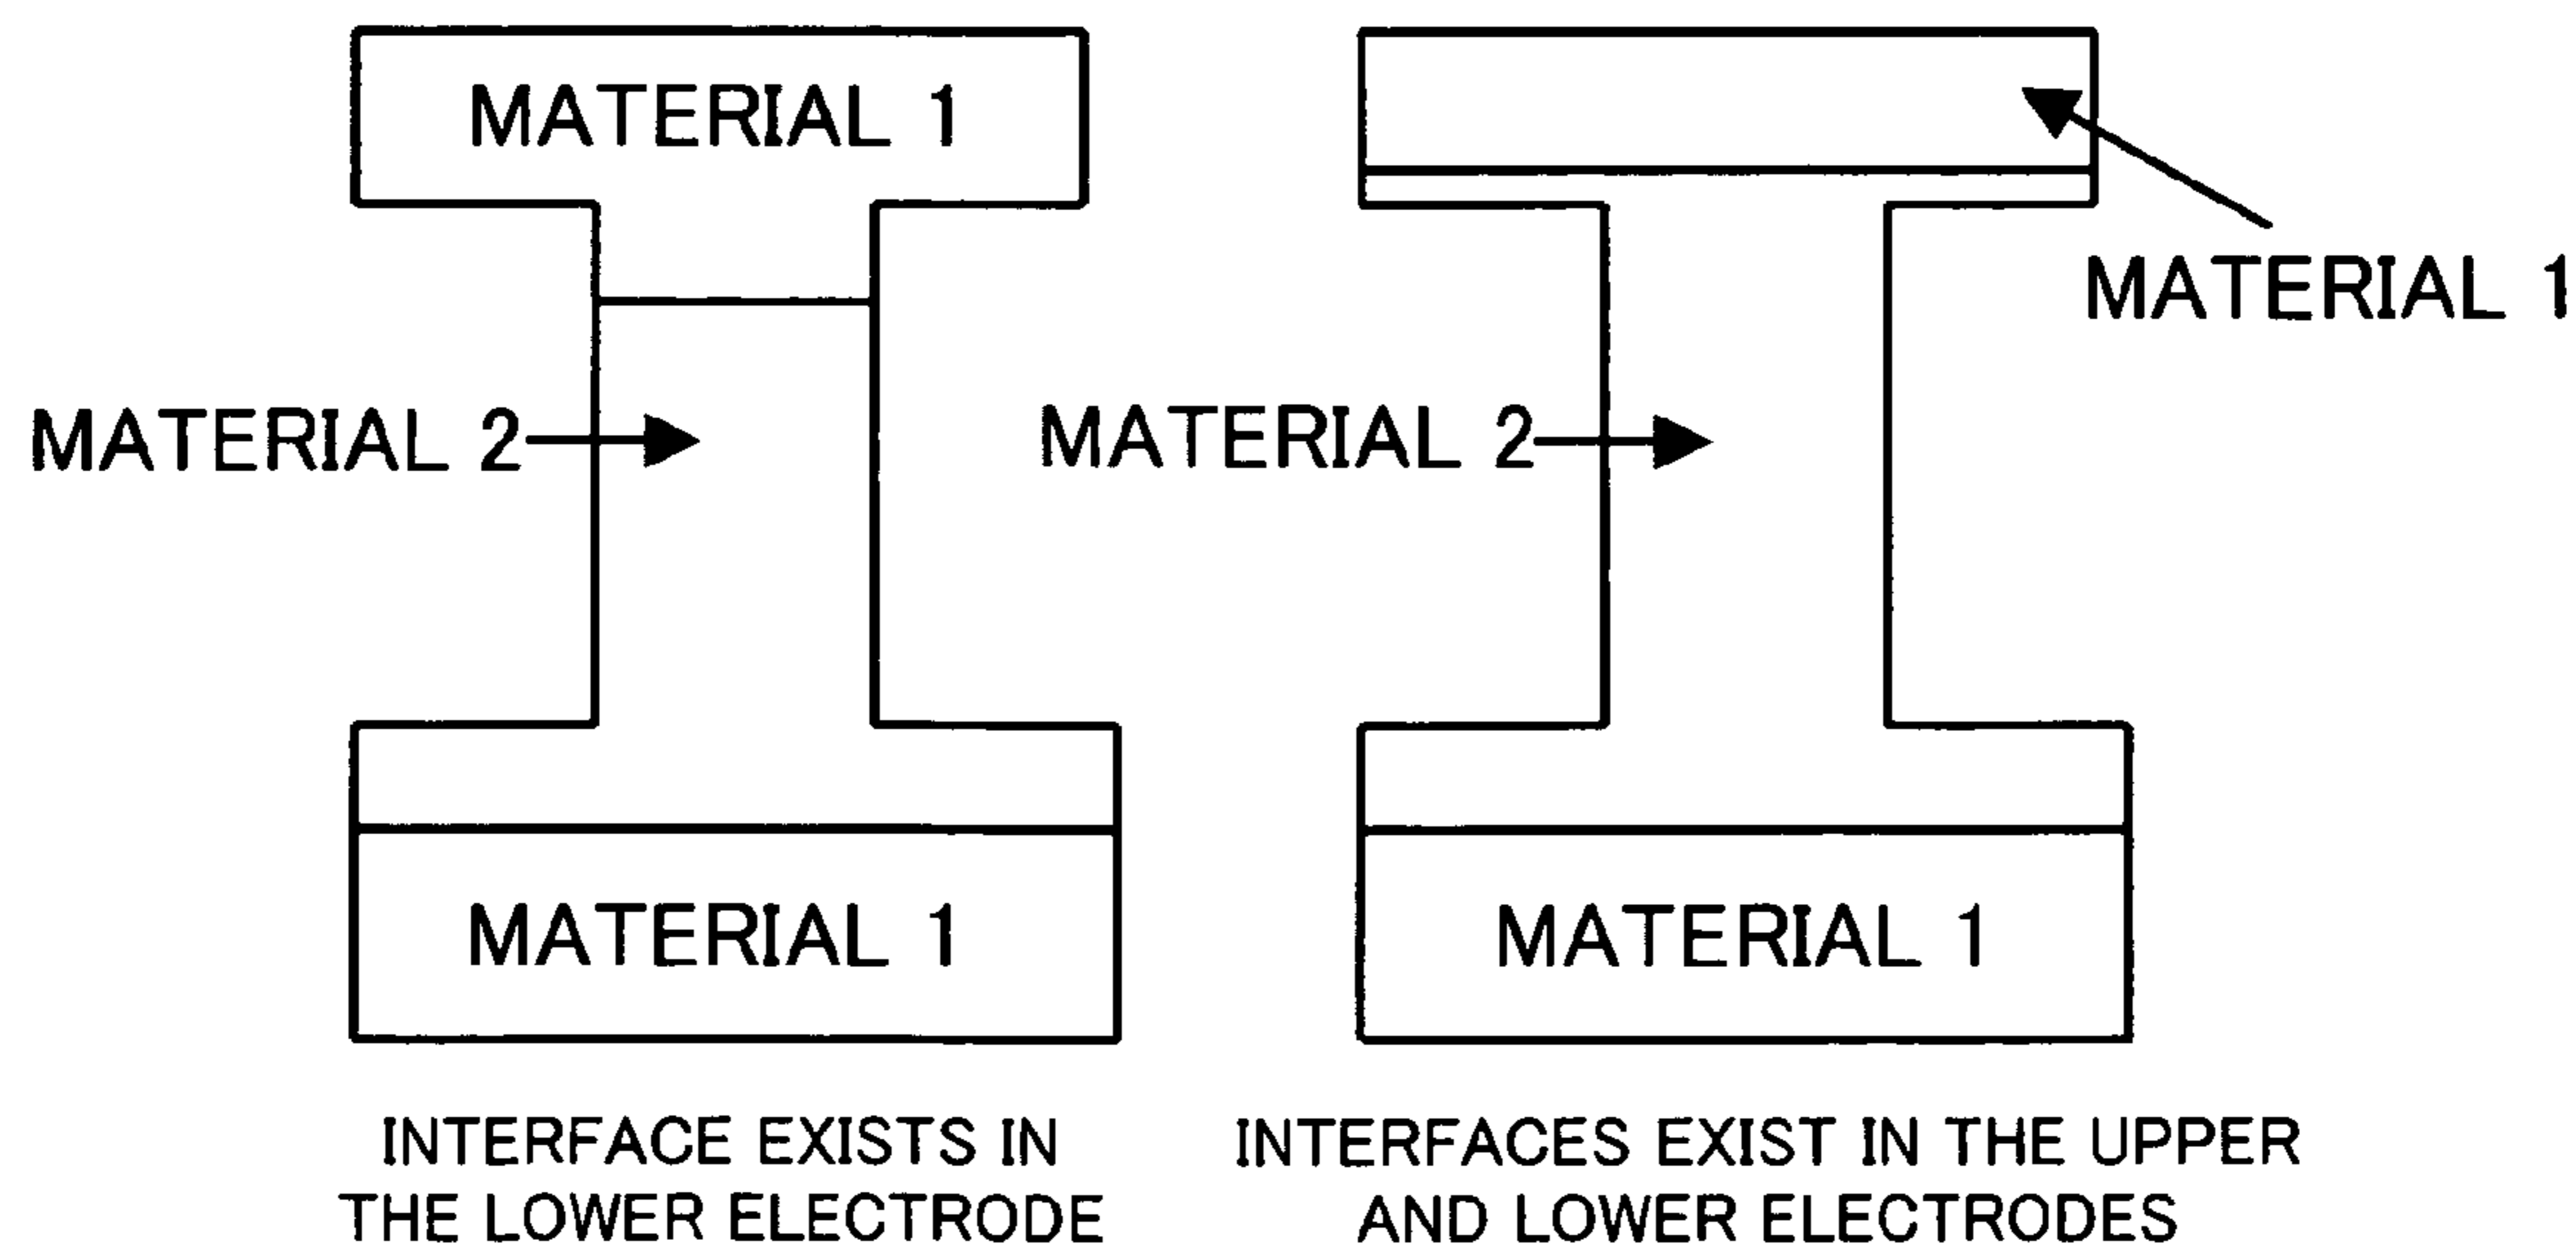 MATERIAL 1
MATERIAL 2
MATERIAL 1
INTERFACE EXISTS IN
THE LOWER ELECTRODE
MATERIAL 1
MATERIAL 2
MATERIAL 1
INTERFACES EXIST IN THE UPPER
AND LOWER ELECTRODES